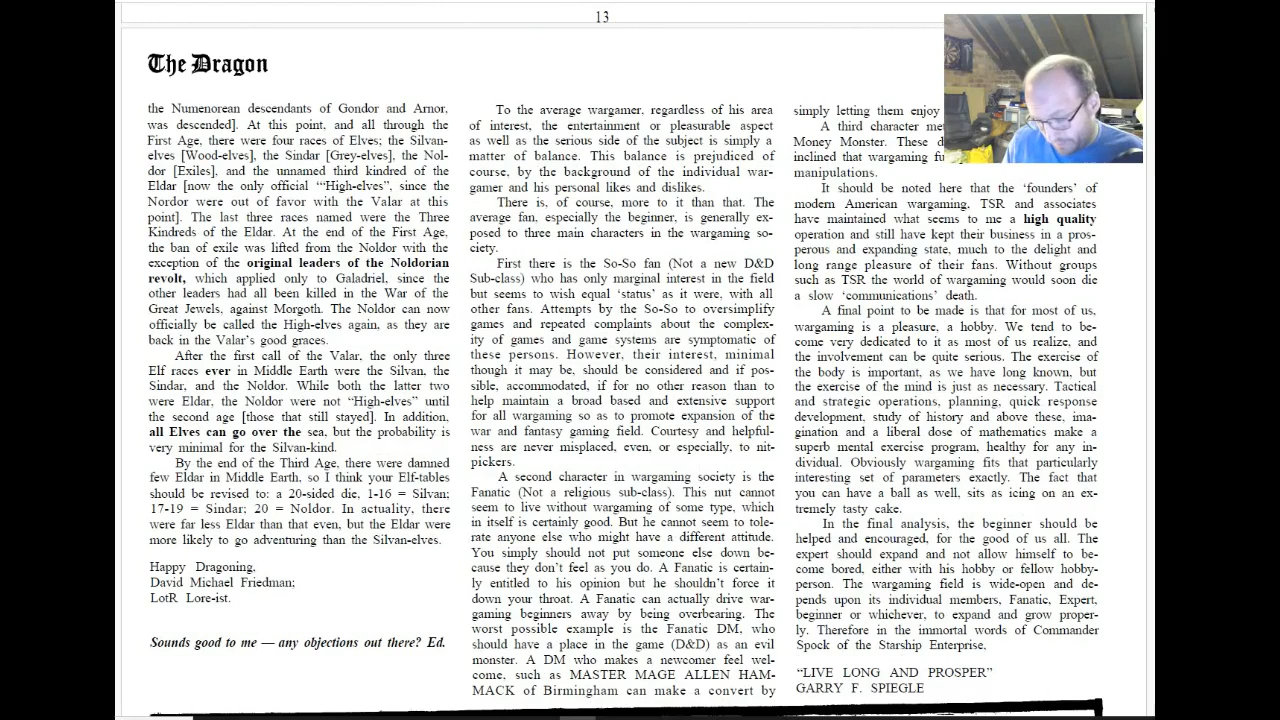 13
The Dragon
the Numenorean descendants of Gondor and Arnor,
was descended]. At this point, and all through the
First Age, there were four races of Elves; the Silvan-
elves [Wood-elves], the Sindar [Grey-elves], the Nol-
dor [Exiles], and the unnamed third kindred of the
Eldar [now the only official “‘High-elves”, since the
Nordor were out of favor with the Valar at this
point]. The last three races named were the Three
Kindreds of the Eldar. At the end of the First Age,
the ban of exile was lifted from the Noldor with the
exception of the original leaders of the Noldorian
revolt, which applied only to Galadriel, since the
other leaders had all been killed in the War of the
Great Jewels, against Morgoth. The Noldor can now
officially be called the High-elves again, as they are
back in the Valar’s good graces.
After the first call of the Valar, the only three
Elf races ever in Middle Earth were the Silvan, the
Sindar, and the Noldor. While both the latter two
were Eldar, the Noldor were not “High-elves” until
the second age [those that still stayed]. In addition,
all Elves can go over the sea, but the probability is
very minimal for the Silvan-kind.
By the end of the Third Age, there were damned
few Eldar in Middle Earth, so I think your Elf-tables
should be revised to: a 20-sided die, 1-16 = Silvan;
17-19 = Sindar; 20 = Noldor. In actuality, there
were far less Eldar than that even, but the Eldar were
more likely to go adventuring than the Silvan-elves.
Happy Dragoning,
David Michael Friedman;
LotR Lore-ist.
Sounds good to me — any objections out there? Ed.
To the average wargamer, regardless of his area
of interest, the entertainment or pleasurable aspect
as well as the serious side of the subject is simply a
matter of balance. This balance is prejudiced of
course, by the background of the individual war-
gamer and his personal likes and dislikes.
There is, of course, more to it than that. The
average fan, especially the beginner, is generally ex-
posed to three main characters in the wargaming so-
ciety.
First there is the So-So fan (Not a new D&D
Sub-class) who has only marginal interest in the field
but seems to wish equal ‘status’ as it were, with all
other fans. Attempts by the So-So to oversimplify
games and repeated complaints about the complex-
ity of games and game systems are symptomatic of
these persons. However, their interest, minimal
though it may be, should be considered and if pos-
sible, accommodated, if for no other reason than to
help maintain a broad based and extensive support
for all wargaming so as to promote expansion of the
war and fantasy gaming field. Courtesy and helpful-
ness are never misplaced, even, or especially, to nit-
pickers.
A second character in wargaming society is the
Fanatic (Not a religious sub-class). This nut cannot
seem to live without wargaming of some type, which
in itself is certainly good. But he cannot seem to tole-
rate anyone else who might have a different attitude.
You simply should not put someone else down be-
cause they don’t feel as you do. A Fanatic is certain-
ly entitled to his opinion but he shouldn’t force it
down your throat. A Fanatic can actually drive war-
gaming beginners away by being overbearing. The
worst possible example is the Fanatic DM, who
should have a place in the game (D&D) as an evil
monster. A DM who makes a newcomer feel wel-
come, such as MASTER MAGE ALLEN HAM-
MACK of Birmingham can make a convert by
simply letting them enjoy
A third character
Money Monster. These
inclined that wargaming
manipulations.
It should be noted here that the ‘founders’ of
modern American wargaming, TSR and associates
have maintained what seems to me a high quality
operation and still have kept their business in a pros-
perous and expanding state, much to the delight and
long range pleasure of their fans. Without groups
such as TSR the world of wargaming would soon die
a slow ‘communications’ death.
A final point to be made is that for most of us,
wargaming is a pleasure, a hobby. We tend to be-
come very dedicated to it as most of us realize, and
the involvement can be quite serious. The exercise of
the body is important, as we have long known, but
the exercise of the mind is just as necessary. Tactical
and strategic operations, planning, quick response
development, study of history and above these, ima-
gination and a liberal dose of mathematics make a
superb mental exercise program, healthy for any in-
dividual. Obviously wargaming fits that particularly
interesting set of parameters exactly. The fact that
you can have a ball as well, sits as icing on an ex-
tremely tasty cake.
In the final analysis, the beginner should be
helped and encouraged, for the good of us all. The
expert should expand and not allow himself to be-
come bored, either with his hobby or fellow hobby-
person. The wargaming field is wide-open and de-
pends upon its individual members, Fanatic, Expert,
beginner or whichever, to expand and grow proper-
ly. Therefore in the immortal words of Commander
Spock of the Starship Enterprise,
“LIVE LONG AND PROSPER”
GARRY F. SPIEGLE